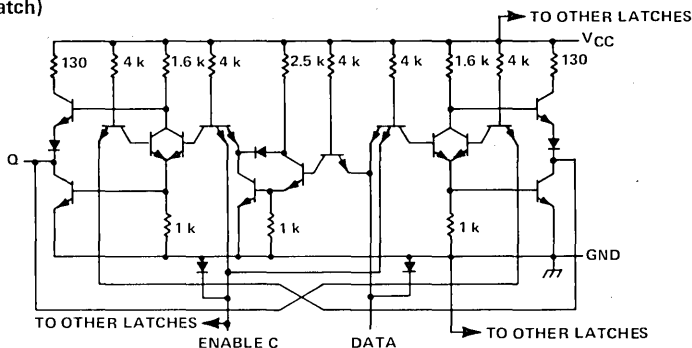 atch)
TO OTHER LATCHES
VCC
130
4 k
1.6 k
4 k
2.5 k
4 k
4 k
1.6 k
4 k
130
Q
1 k
1 k
1 k
GND
TO OTHER LATCHES
ENABLE C
DATA
TO OTHER LATCHES